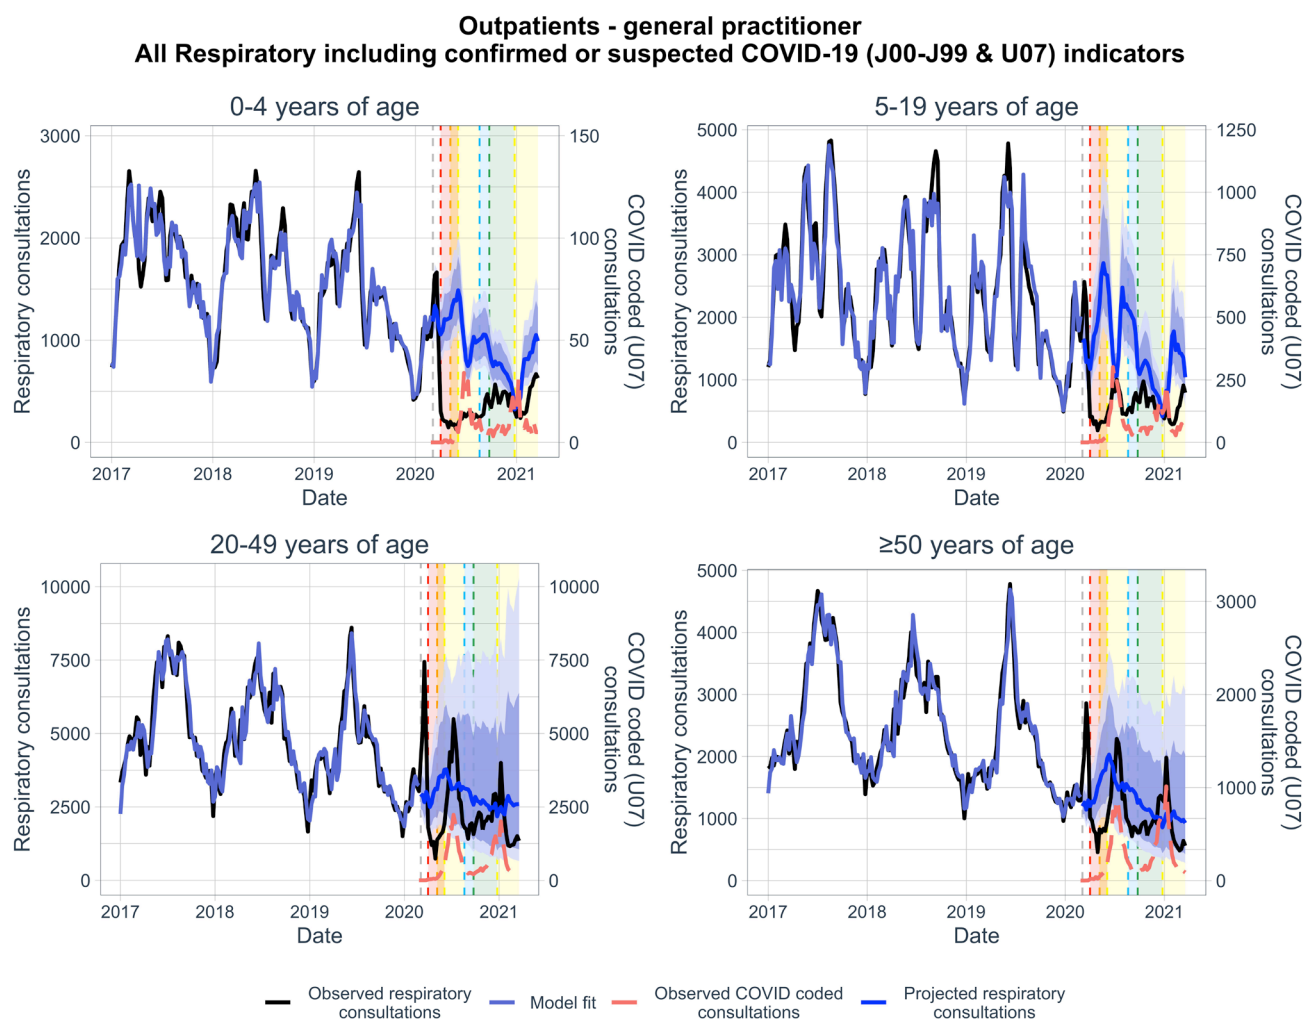 Outpatients - general practitioner
All Respiratory including confirmed or suspected COVID-19 (J00-J99 & U07) indicators
0-4 years of age
3000
2000
1000
0
150
100
50
0
Respiratory consultations
COVID coded (U07)
consultations
2017 2018 2019 2020 2021
Date
5-19 years of age
5000
4000
3000
2000
1000
0
1250
1000
750
500
250
0
Respiratory consultations
COVID coded (U07)
consultations
2017 2018 2019 2020 2021
Date
20-49 years of age
10000
7500
5000
2500
0
10000
7500
5000
2500
0
Respiratory consultations
COVID coded (U07)
consultations
2017 2018 2019 2020 2021
Date
≥50 years of age
5000
4000
3000
2000
1000
0
3000
2000
1000
0
Respiratory consultations
COVID coded (U07)
consultations
2017 2018 2019 2020 2021
Date
Observed respiratory
consultations
Model fit
Observed COVID coded
consultations
Projected respiratory
consultations